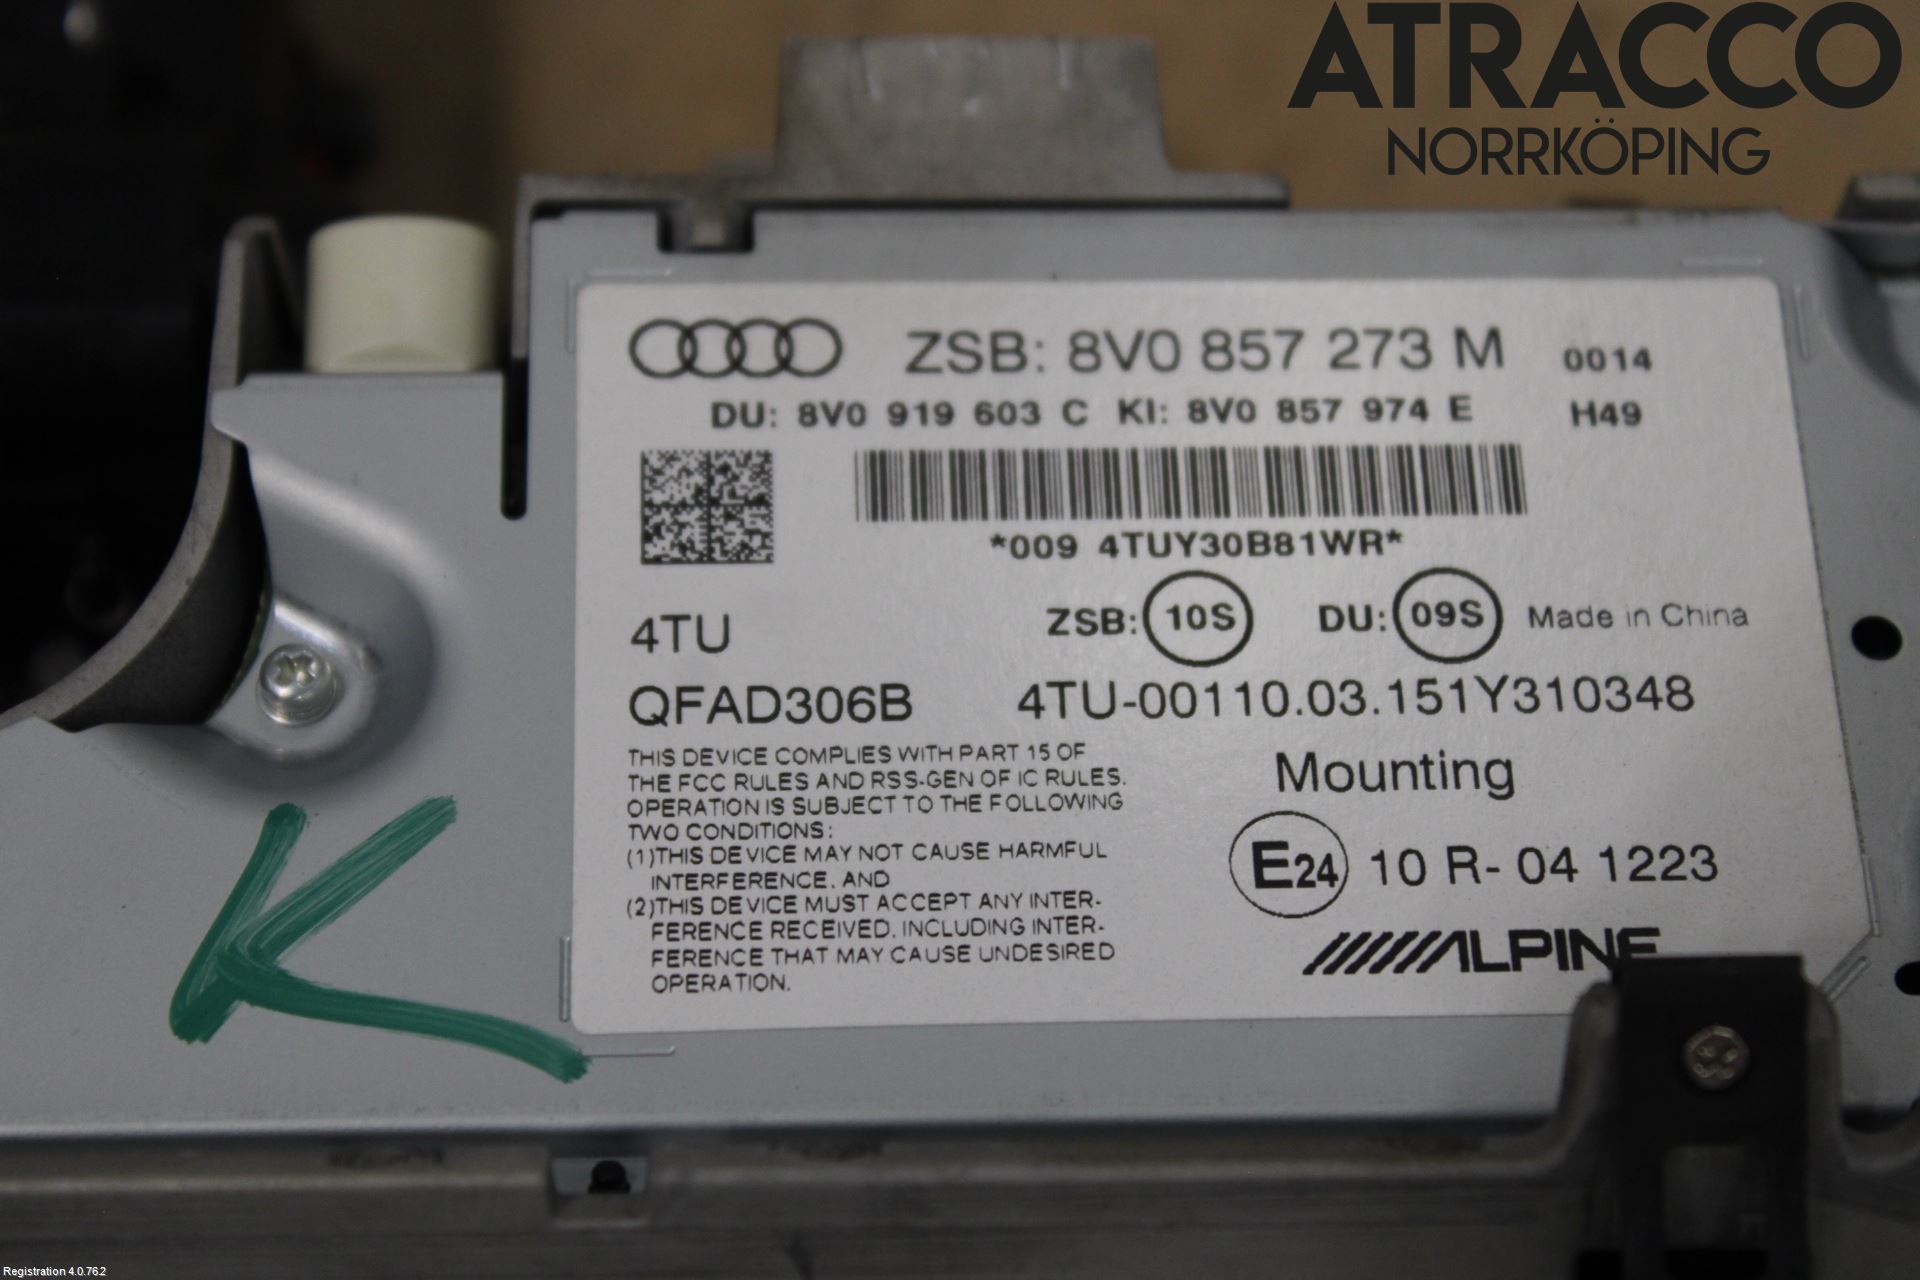 ATRACCO
NORRKÖPING
ZSB: 8V0 857 273 M 0014
DU: 8V0 919 603 C KI: 8V0 857 974 E H49
*009 4TUY30B81WR*
4TU ZSB: 10S DU: 09S Made in China
QFAD306B 4TU-00110.03.151Y310348
THIS DEVICE COMPLIES WITH PART 15 OF
THE FCC RULES AND RSS-GEN OF IC RULES.
OPERATION IS SUBJECT TO THE FOLLOWING
TWO CONDITIONS:
(1)THIS DEVICE MAY NOT CAUSE HARMFUL
INTERFERENCE. AND
(2)THIS DEVICE MUST ACCEPT ANY INTER-
FERENCE RECEIVED. INCLUDING INTER-
FERENCE THAT MAY CAUSE UNDESIRED
OPERATION.
Mounting
E24 10 R- 04 1223
ALPINE
K
Registration 4.0.76.2